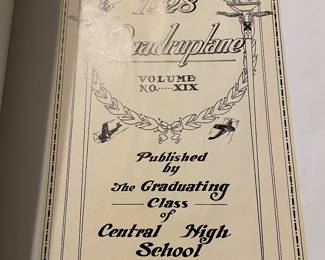 1928
Quadruplane
VOLUME
NO.....XIX
Published
by
The Graduating
Class
of
Central High
School